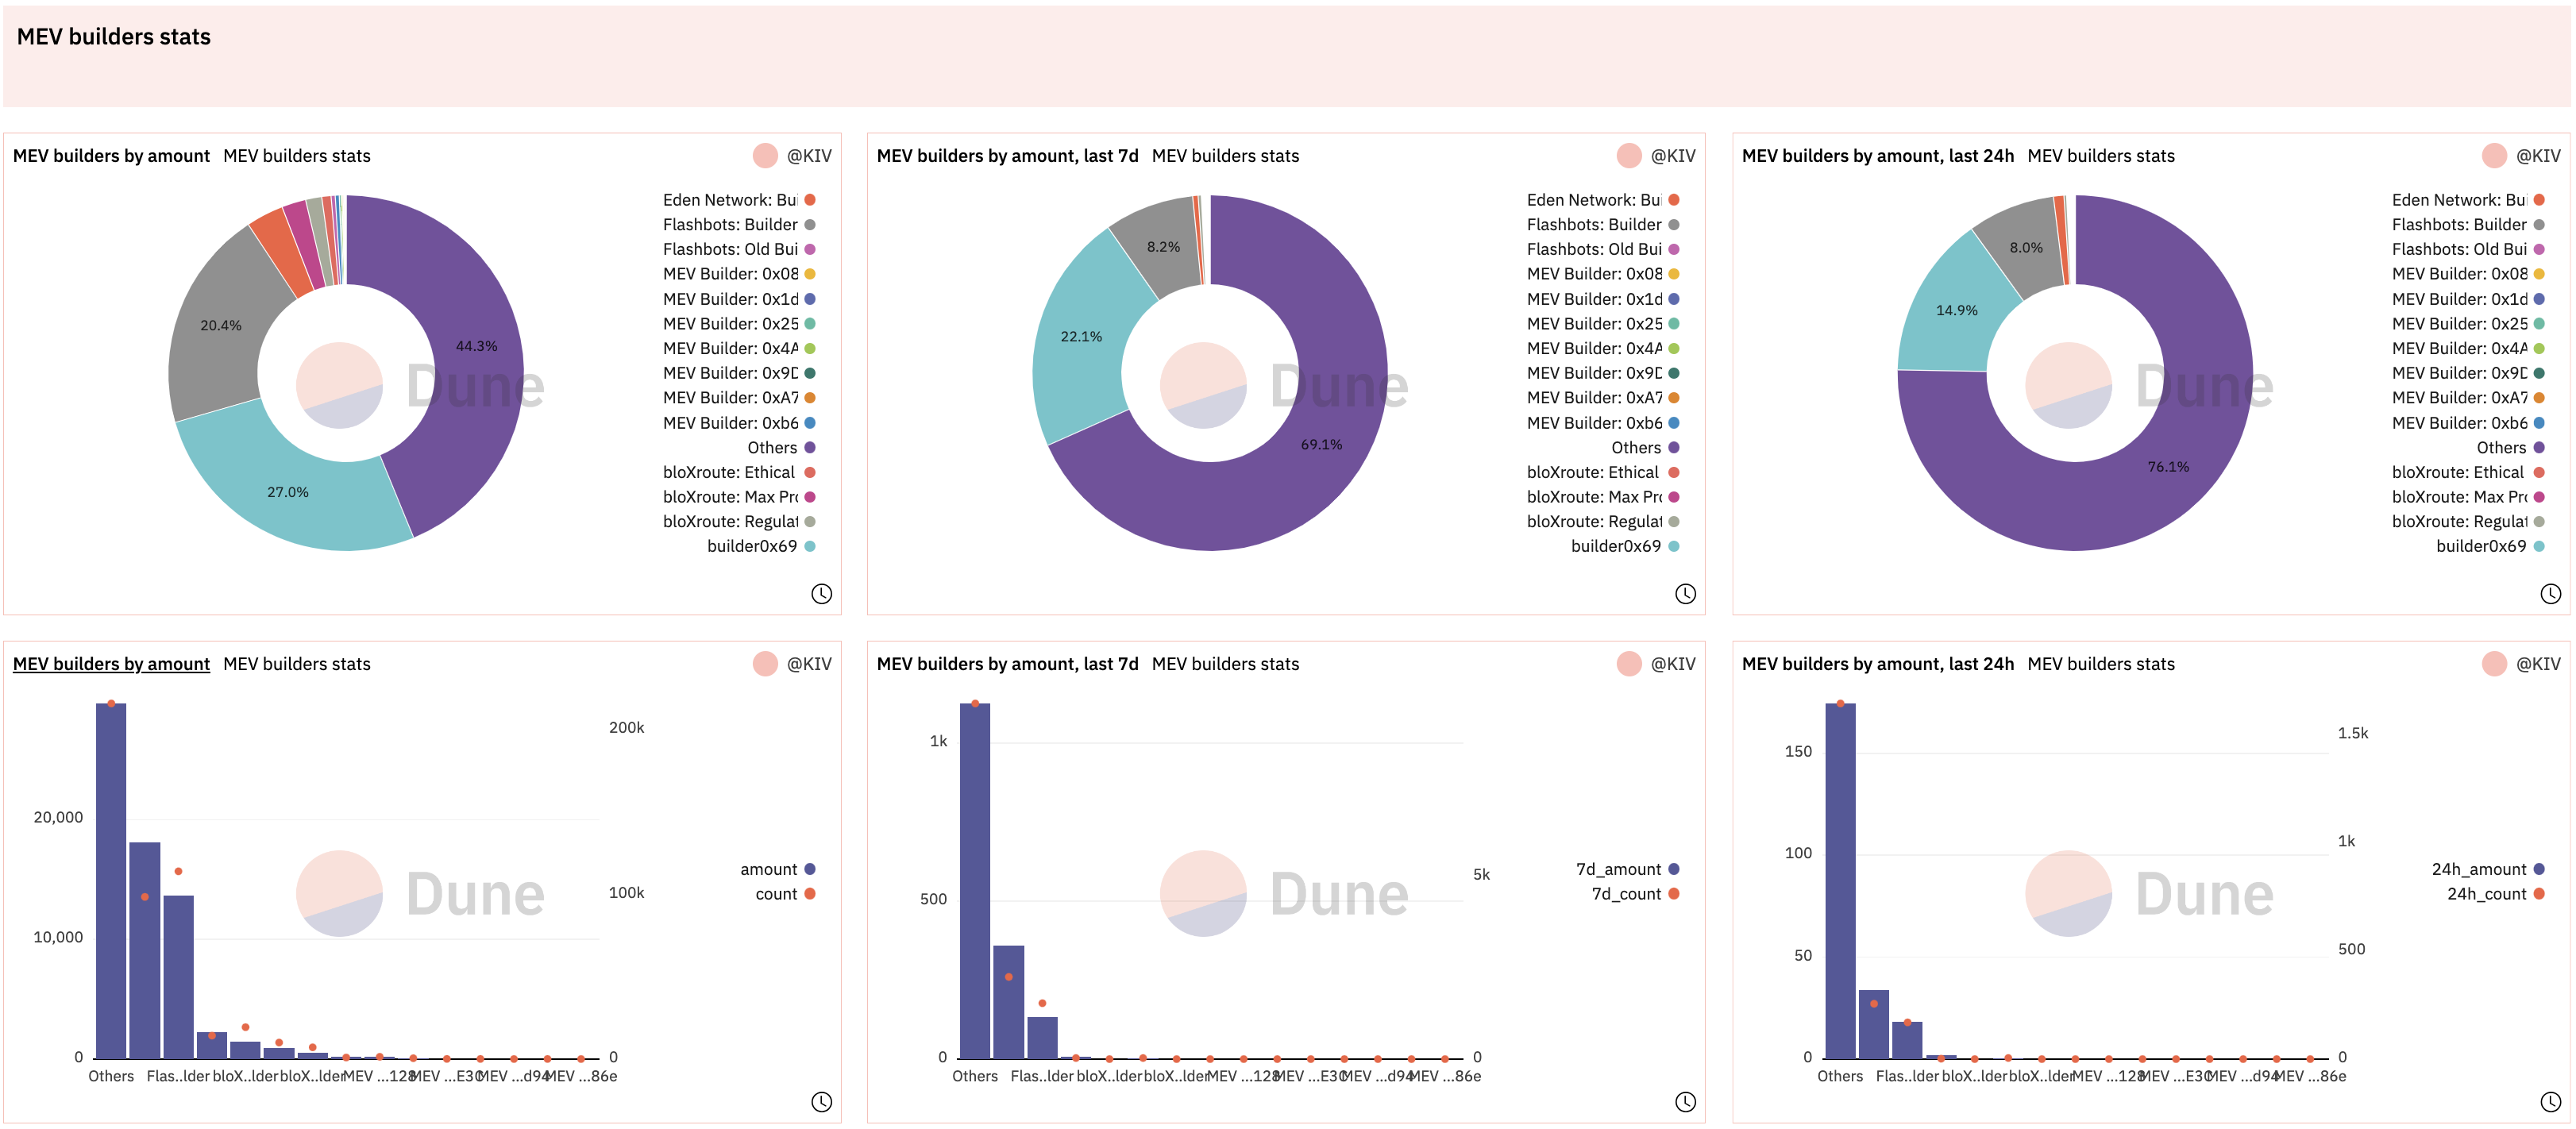 MEV builders stats
MEV builders by amount MEV builders stats
@KIV
Eden Network: Bui
Flashbots: Builder
Flashbots: Old Bui
MEV Builder: 0x08
MEV Builder: 0x1d
MEV Builder: 0x25
MEV Builder: 0x4A
MEV Builder: 0x9D
MEV Builder: 0xA7
MEV Builder: 0xb6
Others
bloXroute: Ethical
bloXroute: Max Pro
bloXroute: Regulat
builder0x69
20.4%
44.3%
27.0%
Dune
MEV builders by amount, last 7d MEV builders stats
@KIV
Eden Network: Bui
Flashbots: Builder
Flashbots: Old Bui
MEV Builder: 0x08
MEV Builder: 0x1d
MEV Builder: 0x25
MEV Builder: 0x4A
MEV Builder: 0x9D
MEV Builder: 0xA7
MEV Builder: 0xb6
Others
bloXroute: Ethical
bloXroute: Max Pro
bloXroute: Regulat
builder0x69
8.2%
22.1%
69.1%
Dune
MEV builders by amount, last 24h MEV builders stats
@KIV
Eden Network: Bui
Flashbots: Builder
Flashbots: Old Bui
MEV Builder: 0x08
MEV Builder: 0x1d
MEV Builder: 0x25
MEV Builder: 0x4A
MEV Builder: 0x9D
MEV Builder: 0xA7
MEV Builder: 0xb6
Others
bloXroute: Ethical
bloXroute: Max Pro
bloXroute: Regulat
builder0x69
8.0%
14.9%
76.1%
Dune
MEV builders by amount MEV builders stats
@KIV
20,000
10,000
0
200k
100k
0
amount
count
Dune
Others Flas..lder bloX..lder bloX..lder MEV ...128 MEV ...E30 MEV ...d94 MEV ...86e
MEV builders by amount, last 7d MEV builders stats
@KIV
1k
500
0
5k
0
7d_amount
7d_count
Dune
Others Flas..lder bloX..lder bloX..lder MEV ...128 MEV ...E30 MEV ...d94 MEV ...86e
MEV builders by amount, last 24h MEV builders stats
@KIV
150
100
50
0
1.5k
1k
500
0
24h_amount
24h_count
Dune
Others Flas..lder bloX..lder bloX..lder MEV ...128 MEV ...E30 MEV ...d94 MEV ...86e